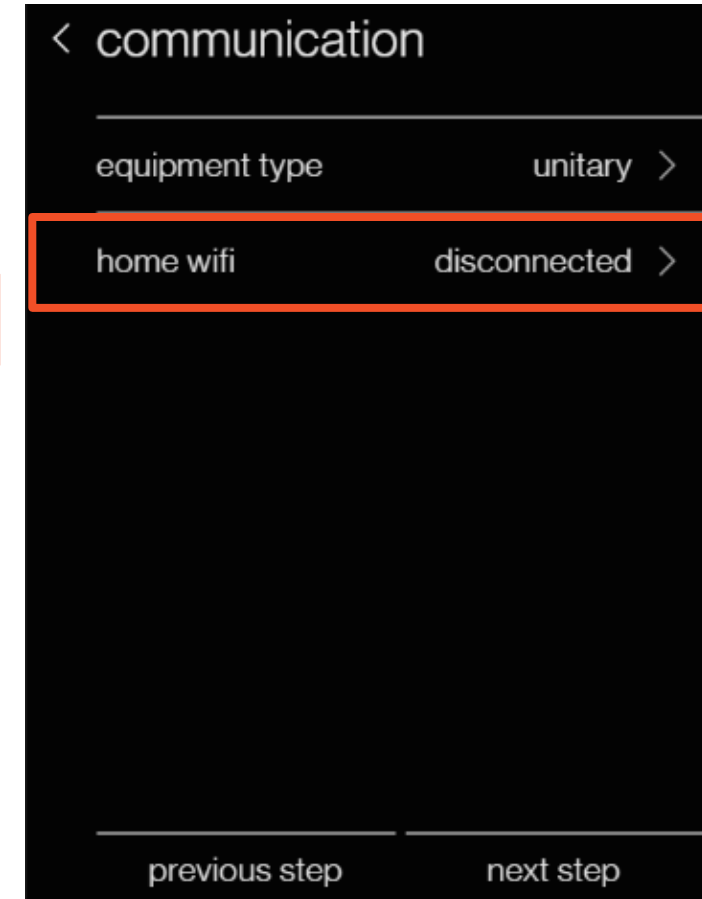 communication
equipment type unitary
home wifi disconnected
previous step next step